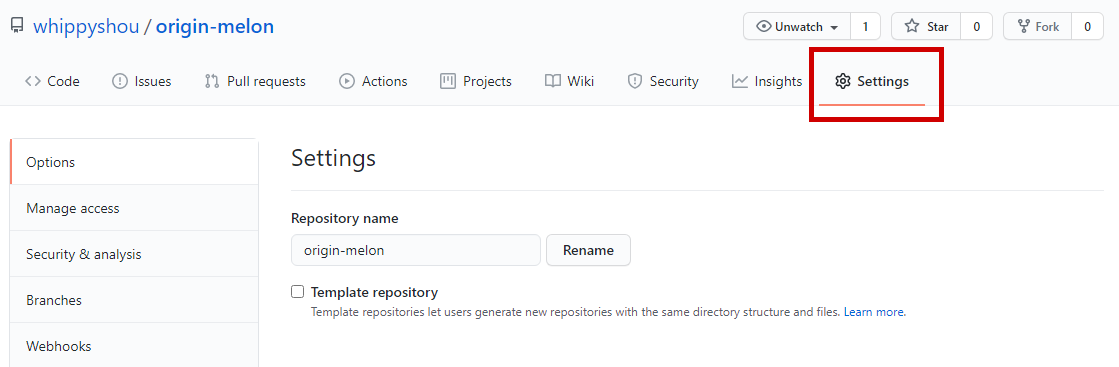 whippyshou / origin-melon
Unwatch 1 Star 0 Fork 0
Code Issues Pull requests Actions Projects Wiki Security Insights Settings
Options
Manage access
Security & analysis
Branches
Webhooks
Settings
Repository name
origin-melon Rename
Template repository
Template repositories let users generate new repositories with the same directory structure and files. Learn more.